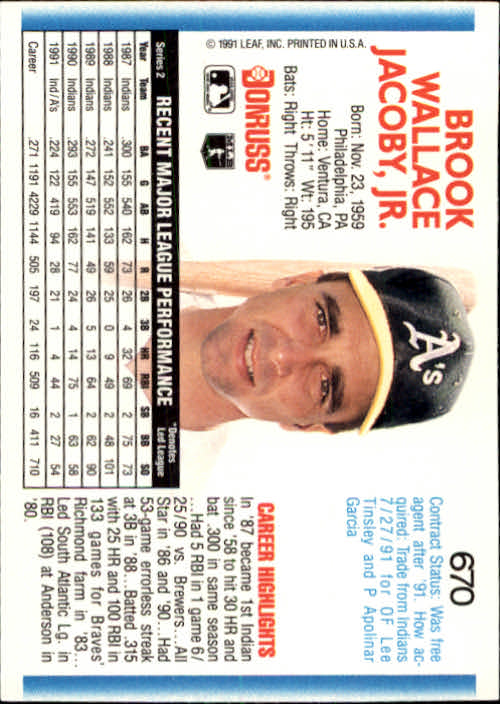 BROOK
WALLACE
JACOBY, JR.
670
Born: Nov. 23, 1959
Philadelphia, PA
Home: Ventura, CA
Ht: 5'11" Wt: 195
Bats: Right Throws: Right
DONRUSS
© 1991 LEAF, INC. PRINTED IN U.S.A.
A's
Contract Status: Was free
agent after '91. How ac-
quired: Trade from Indians
7/27/91 for OF Lee
Tinsley and P Apolinar
Garcia
CAREER HIGHLIGHTS
In '87 became 1st Indian
since '58 to hit 30 HR and
bat .300 in same season
...Had 5 RBI in 1 game 6/
25/90 vs. Brewers...All
Star in '86 and '90. Had
53-game errorless streak
at 3B in '88...Batted .315
with 25 HR and 100 RBI in
133 games for Braves'
Richmond farm in '83...
Led South Atlantic Lg. in
RBI (108) at Anderson in
'80.
Series 2 RECENT MAJOR LEAGUE PERFORMANCE *Denotes Led League
Year Team BA G AB H R 2B 3B HR RBI SB BB SO
1987 Indians .300 155 540 162 73 26 4 32 69 2 75 73
1988 Indians .241 152 552 133 59 25 0 9 49 2 48 101
1989 Indians .272 147 519 141 49 26 5 13 64 2 62 90
1990 Indians .293 155 553 162 77 24 4 14 75 1 63 58
1991 Ind/A's .224 122 419 94 28 21 1 4 44 2 27 54
Career .271 1191 4229 1144 505 197 24 116 509 16 411 710